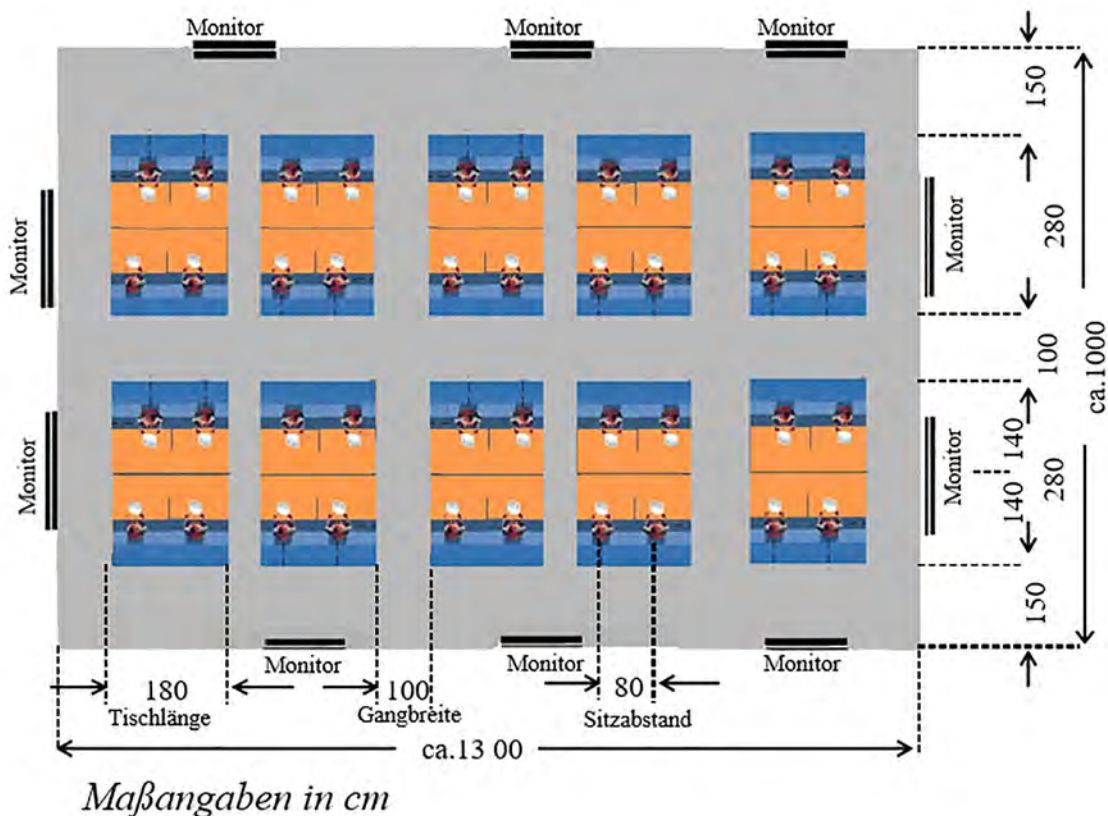 Monitor
Monitor
Monitor
150
Monitor
Monitor
280
100
ca.1000
Monitor
Monitor
140
140
280
150
Monitor
Monitor
Monitor
180
100
80
Tischlänge
Gangbreite
Sitzabstand
ca.13 00
Maßangaben in cm